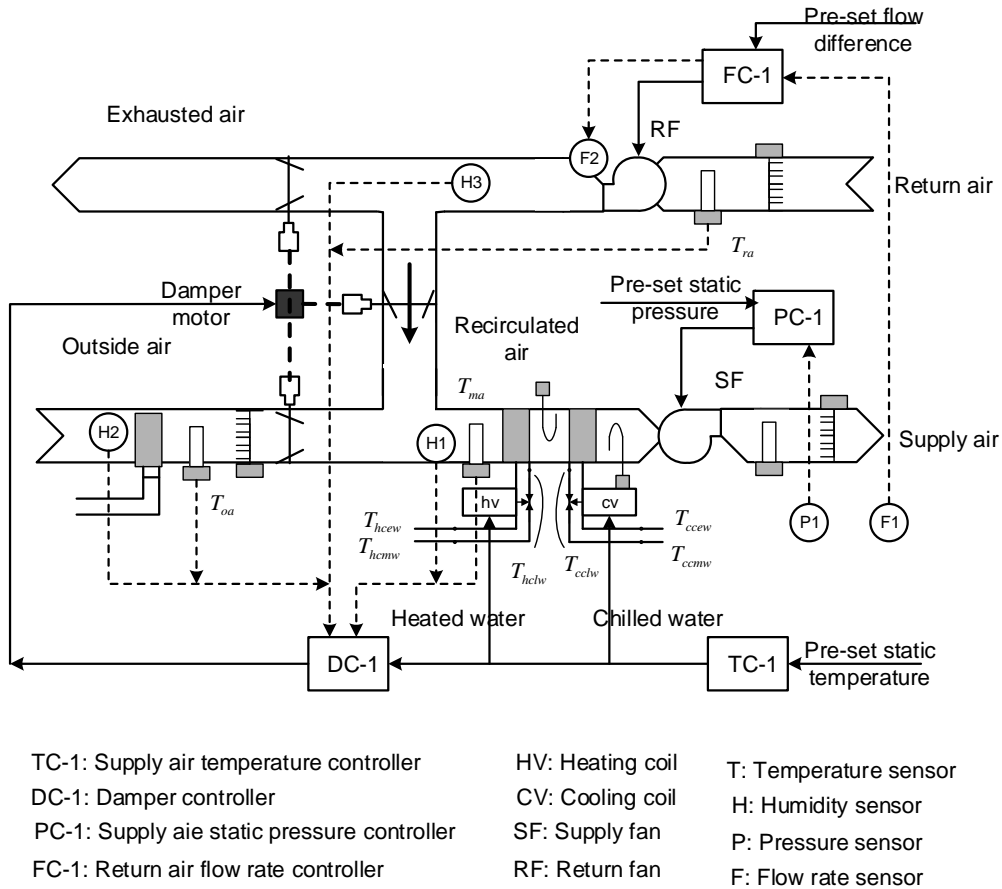 Pre-set flow
difference
FC-1
Exhausted air
RF
F2
H3
Return air
T_ra
Damper
motor
Pre-set static
pressure
PC-1
Outside air
Recirculated
air
T_ma
SF
H2
H1
Supply air
T_oa
hv
cv
P1
F1
T_hcew
T_hcmw
T_hclw
T_cclw
T_ccew
T_ccmw
Heated water
Chilled water
DC-1
TC-1
Pre-set static
temperature
TC-1: Supply air temperature controller
DC-1: Damper controller
PC-1: Supply aie static pressure controller
FC-1: Return air flow rate controller
HV: Heating coil
CV: Cooling coil
SF: Supply fan
RF: Return fan
T: Temperature sensor
H: Humidity sensor
P: Pressure sensor
F: Flow rate sensor